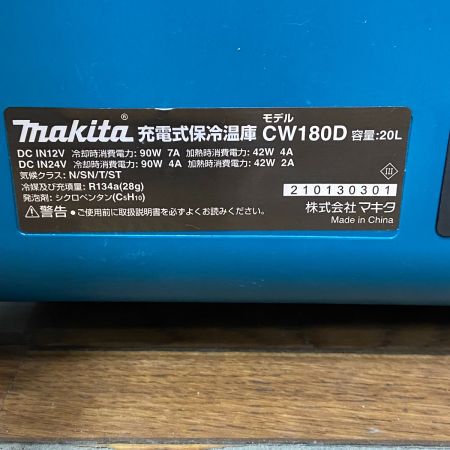 makita® 充電式保冷温庫 モデル CW180D 容量:20L
DC IN12V 冷却時消費電力: 90W 7A 加熱時消費電力: 42W 4A
DC IN24V 冷却時消費電力: 90W 4A 加熱時消費電力: 42W 2A
気候クラス: N/SN/T/ST
冷媒及び充填量: R134a(28g)
発泡剤: シクロペンタン(C5H10)
210130301
⚠警告 ●ご使用前に取扱説明書を必ずよくお読みください。
株式会社 マキタ
Made in China